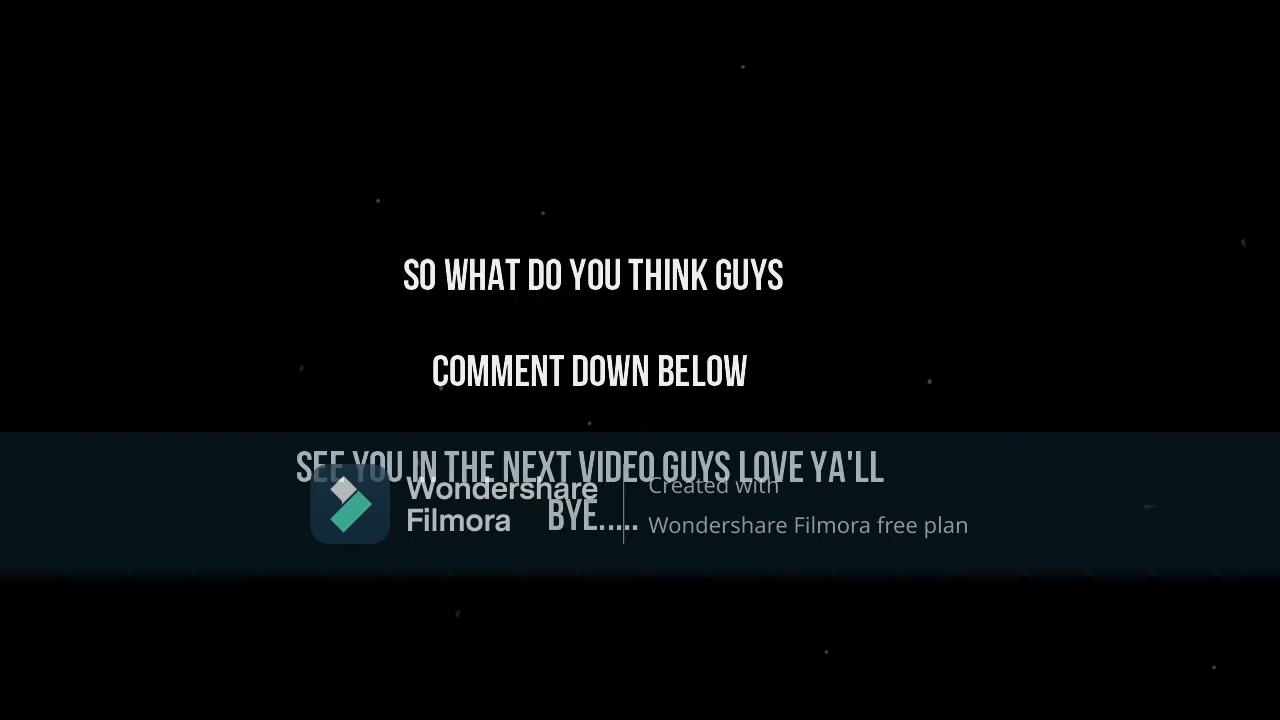 SO WHAT DO YOU THINK GUYS
COMMENT DOWN BELOW
SEE YOU IN THE NEXT VIDEO GUYS LOVE YA'LL
BYE.....
Wondershare
Filmora
Created with
Wondershare Filmora free plan